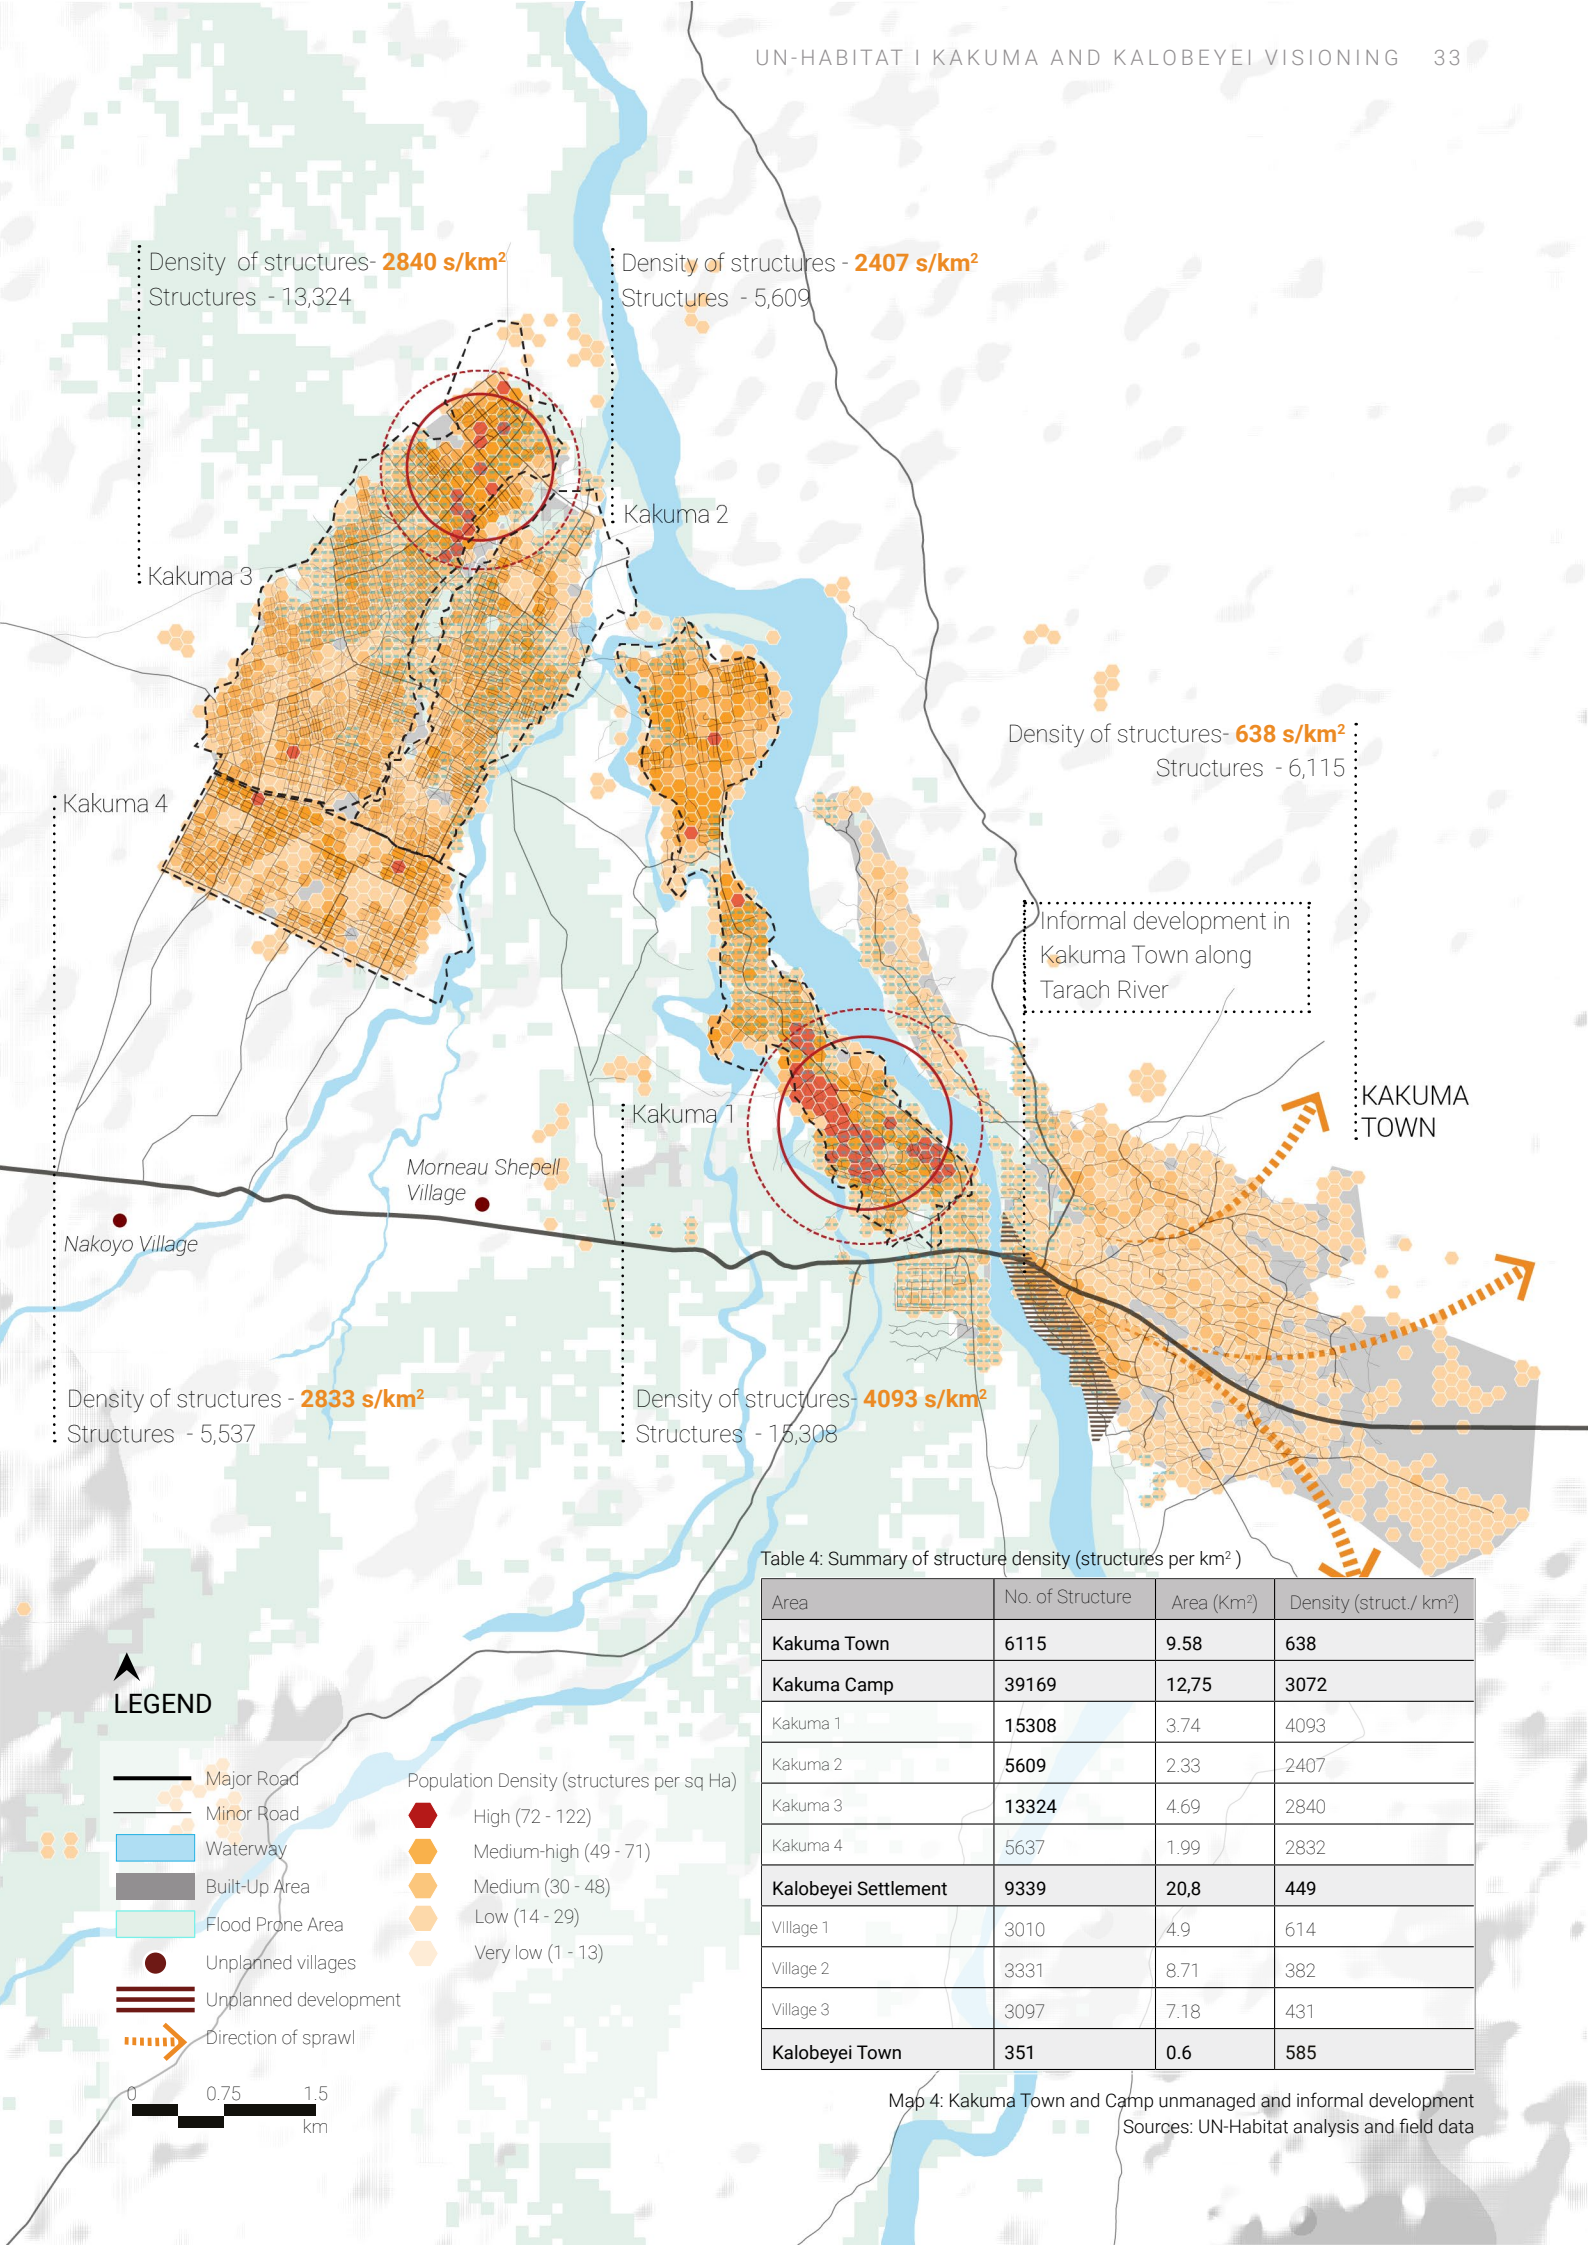 UN-HABITAT I KAKUMA AND KALOBEYEI VISIONING 33
Density of structures- 2840 s/km²
Structures - 13,324
Density of structures - 2407 s/km²
Structures - 5,609
Kakuma 2
Kakuma 3
Density of structures- 638 s/km²
Structures - 6,115
Kakuma 4
Informal development in
Kakuma Town along
Tarach River
KAKUMA
TOWN
Kakuma 1
Morneau Shepell
Village
Nakoyo Village
Density of structures - 2833 s/km²
Structures - 5,537
Density of structures- 4093 s/km²
Structures - 15,308
Table 4: Summary of structure density (structures per km² )
Area No. of Structure Area (Km²) Density (struct./ km²)
Kakuma Town 6115 9.58 638
Kakuma Camp 39169 12,75 3072
Kakuma 1 15308 3.74 4093
Kakuma 2 5609 2.33 2407
Kakuma 3 13324 4.69 2840
Kakuma 4 5637 1.99 2832
Kalobeyei Settlement 9339 20,8 449
VIllage 1 3010 4.9 614
Village 2 3331 8.71 382
Village 3 3097 7.18 431
Kalobeyei Town 351 0.6 585
LEGEND
Major Road
Minor Road
Waterway
Built-Up Area
Flood Prone Area
Unplanned villages
Unplanned development
Direction of sprawl
Population Density (structures per sq Ha)
High (72 - 122)
Medium-high (49 - 71)
Medium (30 - 48)
Low (14 - 29)
Very low (1 - 13)
0 0.75 1.5
km
Map 4: Kakuma Town and Camp unmanaged and informal development
Sources: UN-Habitat analysis and field data